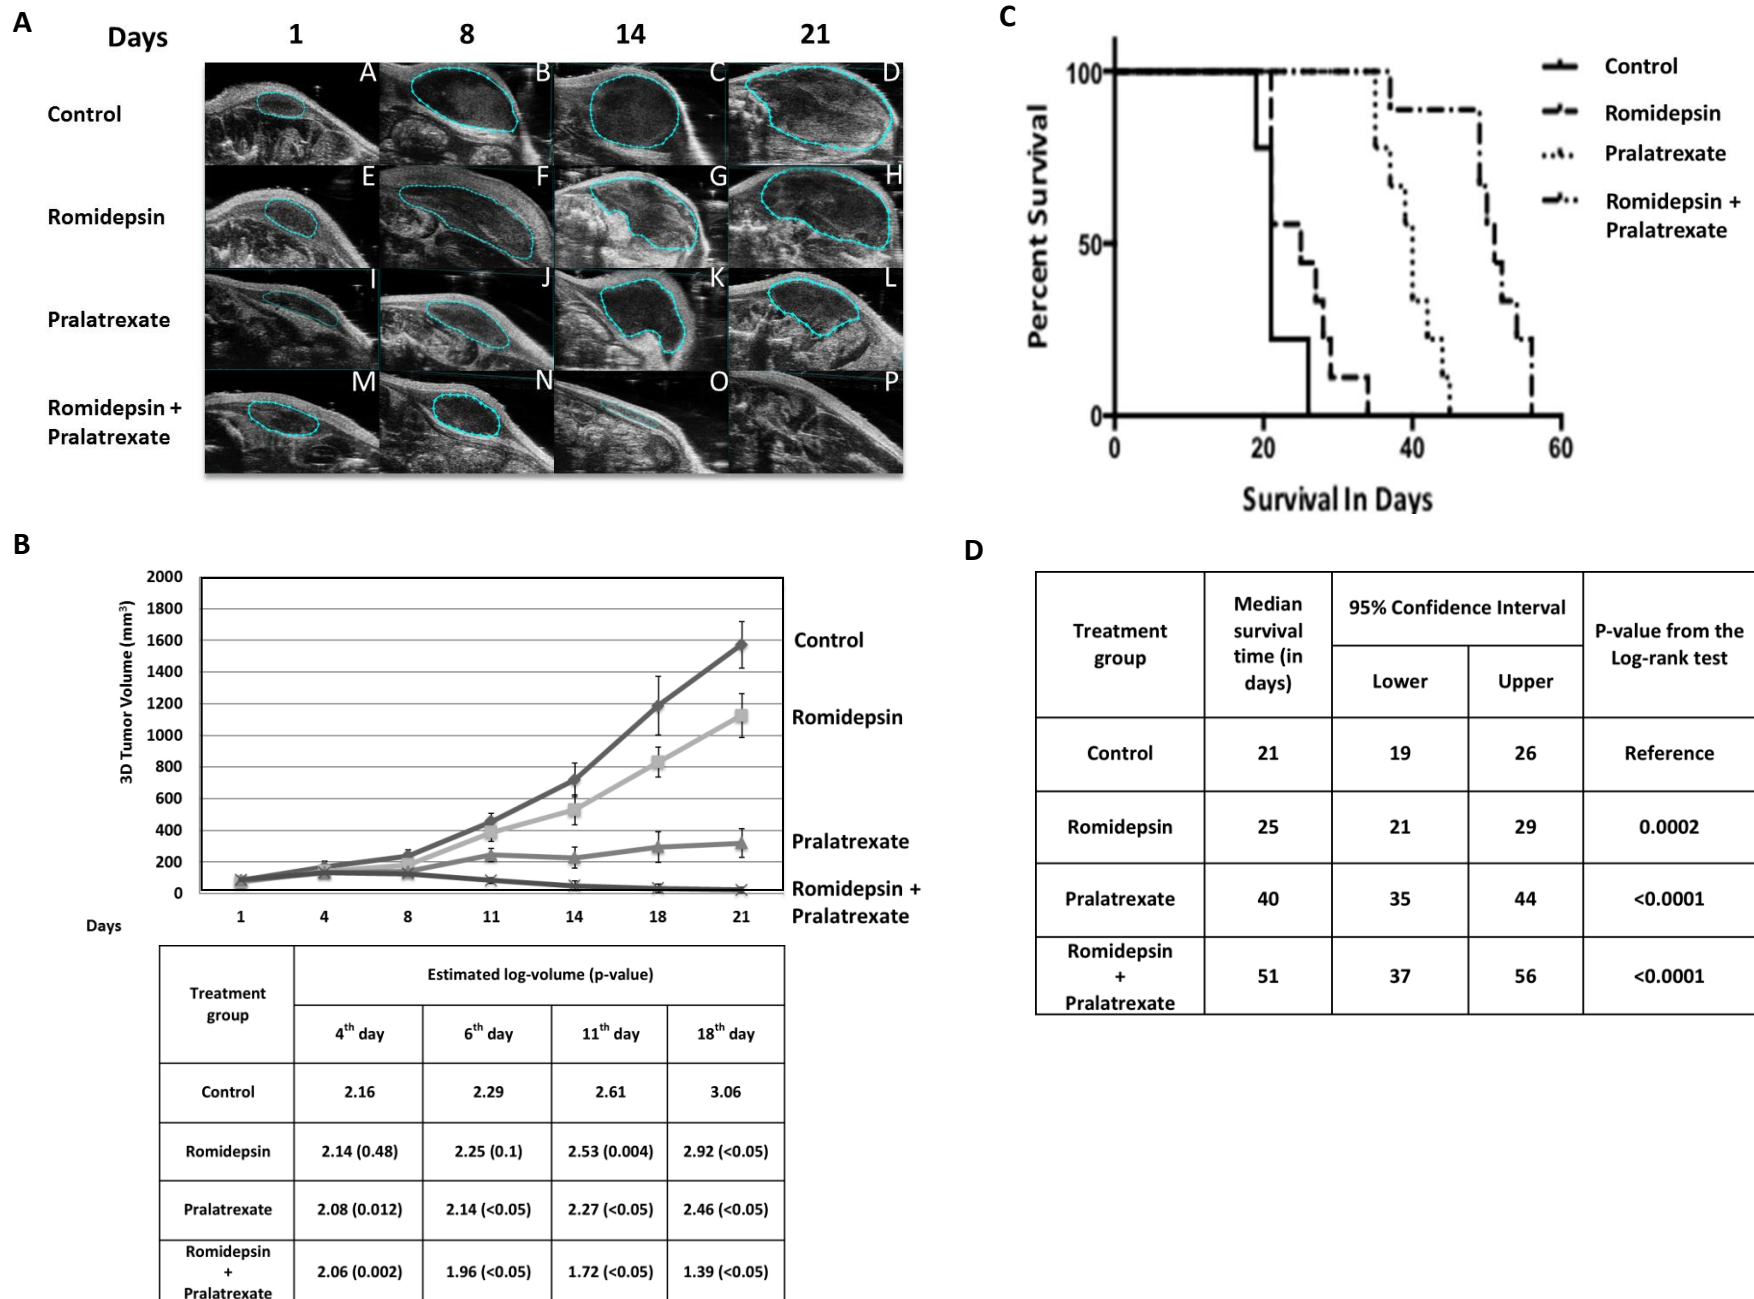 A
Days 1 8 14 21
Control
Romidepsin
Pralatrexate
Romidepsin +
Pralatrexate
A B C D
E F G H
I J K L
M N O P
B
3D Tumor Volume (mm³)
2000
1800
1600
1400
1200
1000
800
600
400
200
0
Days 1 4 8 11 14 18 21
Control
Romidepsin
Pralatrexate
Romidepsin +
Pralatrexate
Treatment
group
Estimated log-volume (p-value)
4th day 6th day 11th day 18th day
Control 2.16 2.29 2.61 3.06
Romidepsin 2.14 (0.48) 2.25 (0.1) 2.53 (0.004) 2.92 (<0.05)
Pralatrexate 2.08 (0.012) 2.14 (<0.05) 2.27 (<0.05) 2.46 (<0.05)
Romidepsin
+
Pralatrexate
2.06 (0.002) 1.96 (<0.05) 1.72 (<0.05) 1.39 (<0.05)
C
Percent Survival
100
50
0
0 20 40 60
Survival In Days
Control
Romidepsin
Pralatrexate
Romidepsin +
Pralatrexate
D
Treatment
group
Median
survival
time (in
days)
95% Confidence Interval
Lower Upper
P-value from the
Log-rank test
Control 21 19 26 Reference
Romidepsin 25 21 29 0.0002
Pralatrexate 40 35 44 <0.0001
Romidepsin
+
Pralatrexate
51 37 56 <0.0001